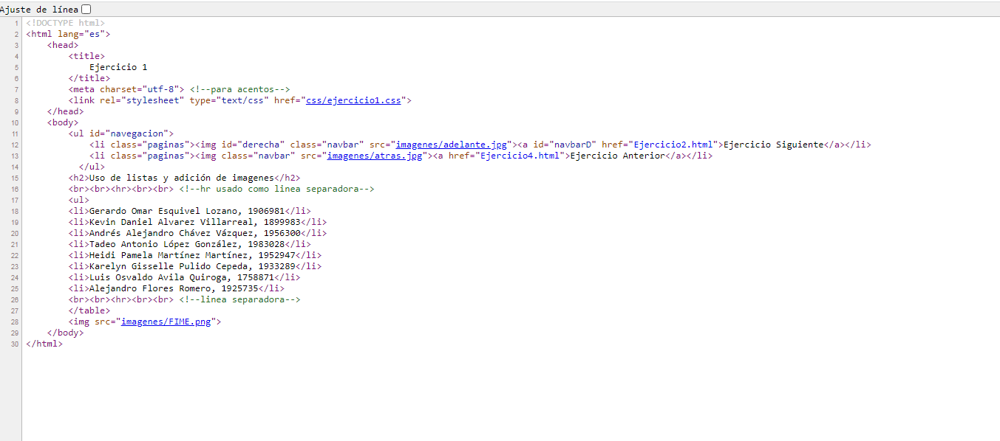 Ajuste de línea
1 <!DOCTYPE html>
2 <html lang="es">
3     <head>
4         <title>
5             Ejercicio 1
6         </title>
7         <meta charset="utf-8"> <!--para acentos-->
8         <link rel="stylesheet" type="text/css" href="css/ejercicio1.css">
9     </head>
10     <body>
11         <ul id="navegacion">
12             <li class="paginas"><img id="derecha" class="navbar" src="imagenes/adelante.jpg"><a id="navbarD" href="Ejercicio2.html">Ejercicio Siguiente</a></li>
13             <li class="paginas"><img class="navbar" src="imagenes/atras.jpg"><a href="Ejercicio4.html">Ejercicio Anterior</a></li>
14           </ul>
15         <h2>Uso de listas y adición de imagenes</h2>
16         <br><br><hr><br><br> <!--hr usado como linea separadora-->
17         <ul>
18         <li>Gerardo Omar Esquivel Lozano, 1906981</li>
19         <li>Kevin Daniel Alvarez Villarreal, 1899983</li>
20         <li>Andrés Alejandro Chávez Vázquez, 1956300</li>
21         <li>Tadeo Antonio López González, 1983028</li>
22         <li>Heidi Pamela Martínez Martínez, 1952947</li>
23         <li>Karelyn Gisselle Pulido Cepeda, 1933289</li>
24         <li>Luis Osvaldo Avila Quiroga, 1758871</li>
25         <li>Alejandro Flores Romero, 1925735</li>
26         <br><br><hr><br><br> <!--linea separadora-->
27         </table>
28         <img src="imagenes/FIME.png">
29     </body>
30 </html>